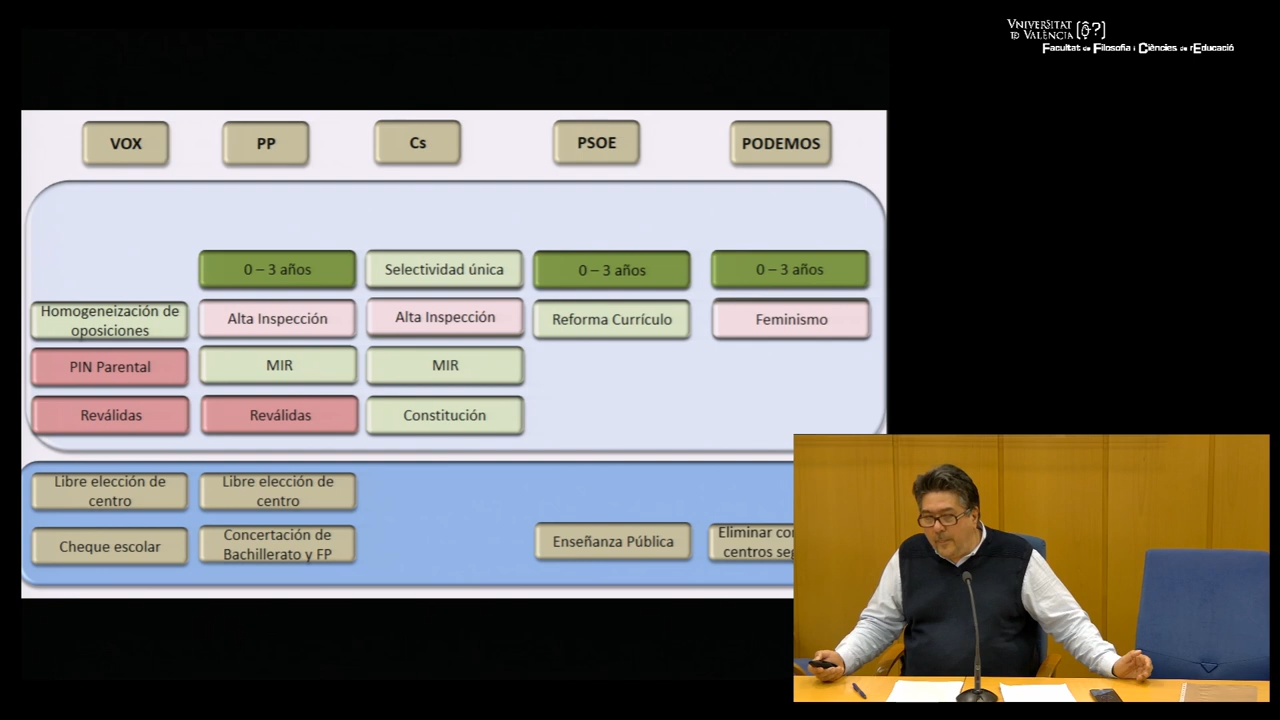 VNIVERSITAT
ID VALÈNCIA
Facultat de Filosofia i Ciències de l'Educació
VOX
PP
Cs
PSOE
PODEMOS
0 – 3 años
Selectividad única
0 – 3 años
0 – 3 años
Homogeneización de
oposiciones
Alta Inspección
Alta Inspección
Reforma Currículo
Feminismo
PIN Parental
MIR
MIR
Reválidas
Reválidas
Constitución
Libre elección de
centro
Libre elección de
centro
Cheque escolar
Concertación de
Bachillerato y FP
Enseñanza Pública
Eliminar
centros